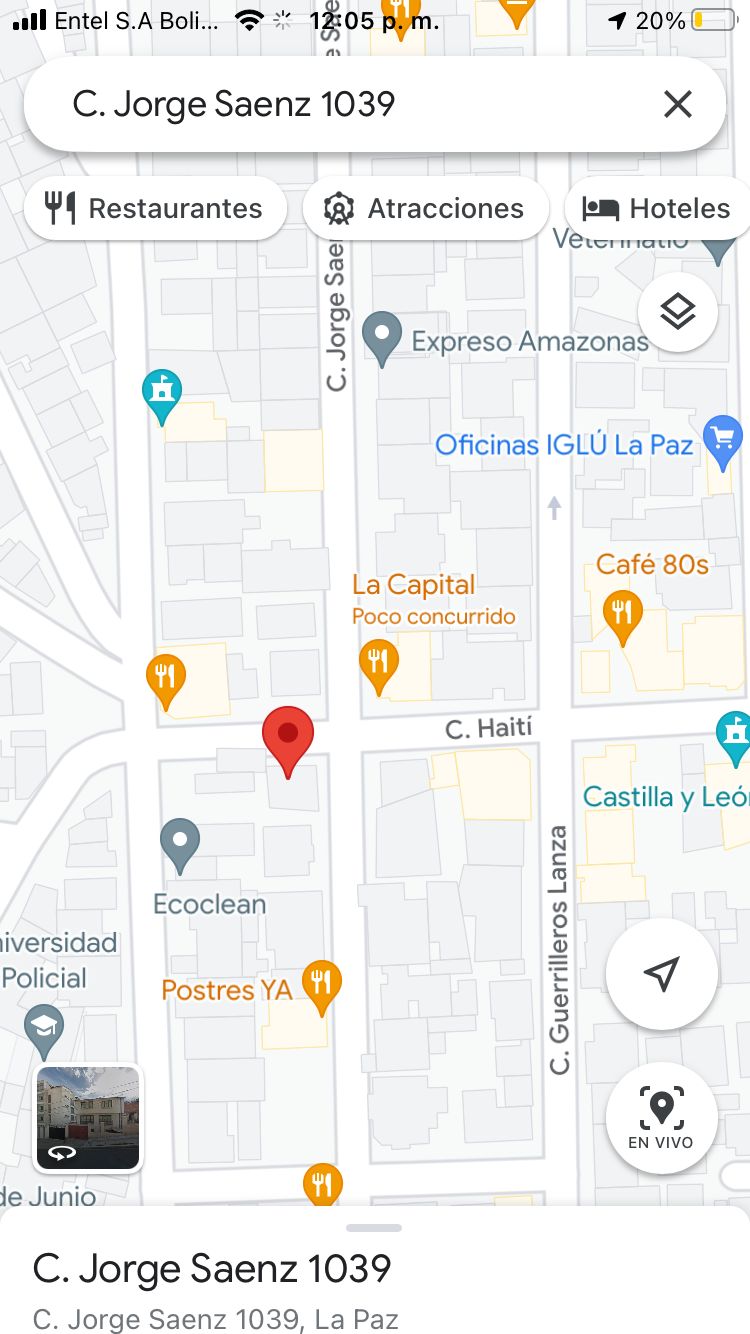 Entel S.A Boli...
12:05 p. m.
20%
C. Jorge Saenz 1039
Restaurantes
Atracciones
Hoteles
C. Jorge Saenz
Expreso Amazonas
Oficinas IGLÚ La Paz
Café 80s
La Capital
Poco concurrido
C. Haití
Castilla y León
C. Guerrilleros Lanza
Ecoclean
Policial
Postres YA
EN VIVO
de Junio
C. Jorge Saenz 1039
C. Jorge Saenz 1039, La Paz